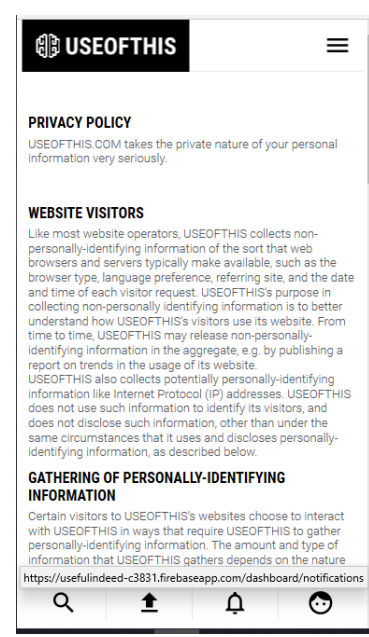 USEOFTHIS
PRIVACY POLICY
USEOFTHIS.COM takes the private nature of your personal
information very seriously.
WEBSITE VISITORS
Like most website operators, USEOFTHIS collects non-
personally-identifying information of the sort that web
browsers and servers typically make available, such as the
browser type, language preference, referring site, and the date
and time of each visitor request. USEOFTHIS's purpose in
collecting non-personally identifying information is to better
understand how USEOFTHIS's visitors use its website. From
time to time, USEOFTHIS may release non-personally-
identifying information in the aggregate, e.g. by publishing a
report on trends in the usage of its website.
USEOFTHIS also collects potentially personally-identifying
information like Internet Protocol (IP) addresses. USEOFTHIS
does not use such information to identify its visitors, and
does not disclose such information, other than under the
same circumstances that it uses and discloses personally-
identifying information, as described below.
GATHERING OF PERSONALLY-IDENTIFYING
INFORMATION
Certain visitors to USEOFTHIS's websites choose to interact
with USEOFTHIS in ways that require USEOFTHIS to gather
personally-identifying information. The amount and type of
information that USEOFTHIS gathers depends on the nature
https://usefulindeed-c3831.firebaseapp.com/dashboard/notifications